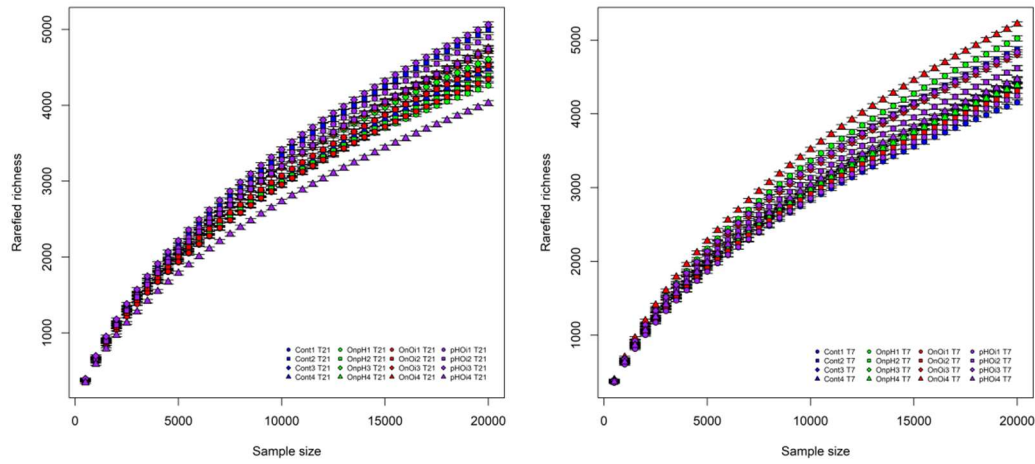 5000
4000
3000
2000
1000
Rarefied richness
Cont1 T21 OnpH1 T21 OnOi1 T21 pHOi1 T21
Cont2 T21 OnpH2 T21 OnOi2 T21 pHOi2 T21
Cont3 T21 OnpH3 T21 OnOi3 T21 pHOi3 T21
Cont4 T21 OnpH4 T21 OnOi4 T21 pHOi4 T21
0 5000 10000 15000 20000
Sample size
5000
4000
3000
2000
1000
Rarefied richness
Cont1 T7 OnpH1 T7 OnOi1 T7 pHOi1 T7
Cont2 T7 OnpH2 T7 OnOi2 T7 pHOi2 T7
Cont3 T7 OnpH3 T7 OnOi3 T7 pHOi3 T7
Cont4 T7 OnpH4 T7 OnOi4 T7 pHOi4 T7
0 5000 10000 15000 20000
Sample size